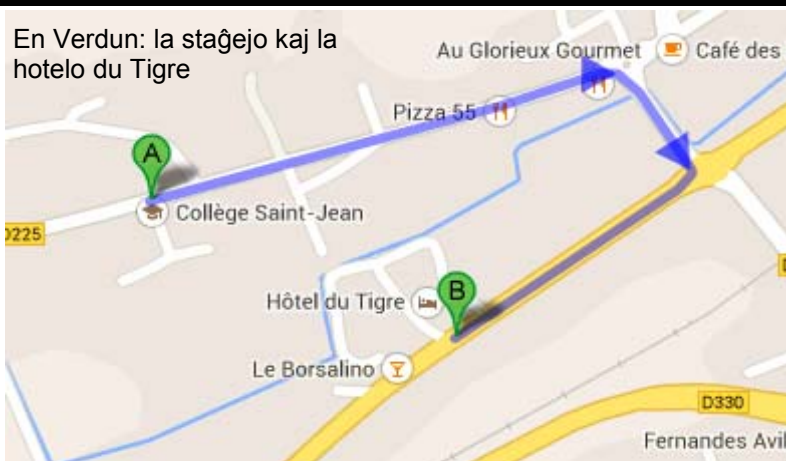 En Verdun: la staĝejo kaj la
hotelo du Tigre
Au Glorieux Gourmet
Café des
Pizza 55
A
Collège Saint-Jean
D225
Hôtel du Tigre
B
Le Borsalino
D330
Fernandes Avil